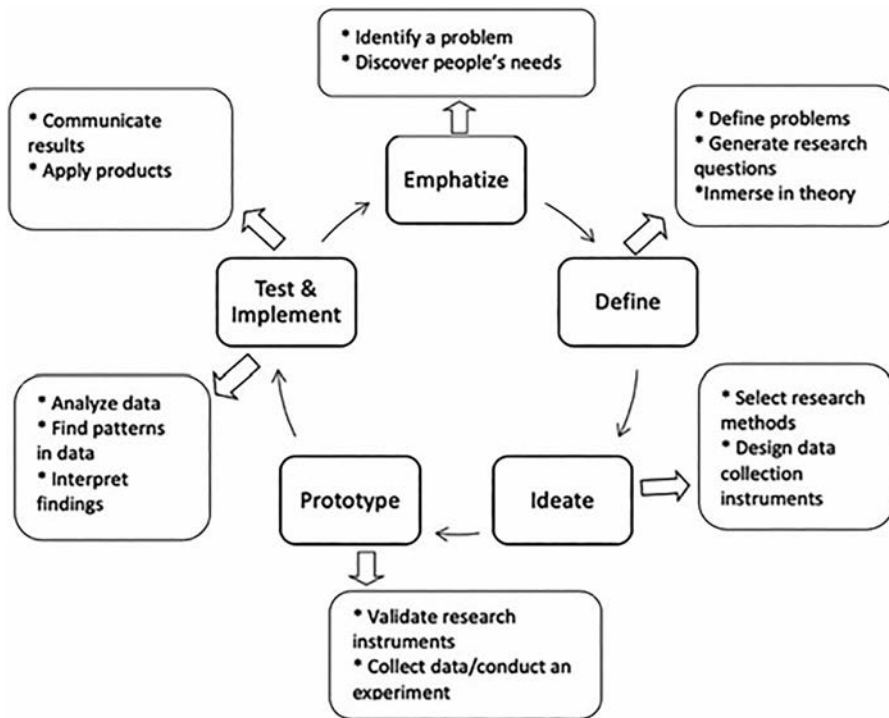 * Identify a problem
* Discover people's needs
Emphatize
* Define problems
* Generate research
questions
*Inmerse in theory
Define
* Select research
methods
* Design data
collection
instruments
Ideate
Prototype
* Validate research
instruments
* Collect data/conduct an
experiment
Test &
Implement
* Analyze data
* Find patterns
in data
* Interpret
findings
* Communicate
results
* Apply products